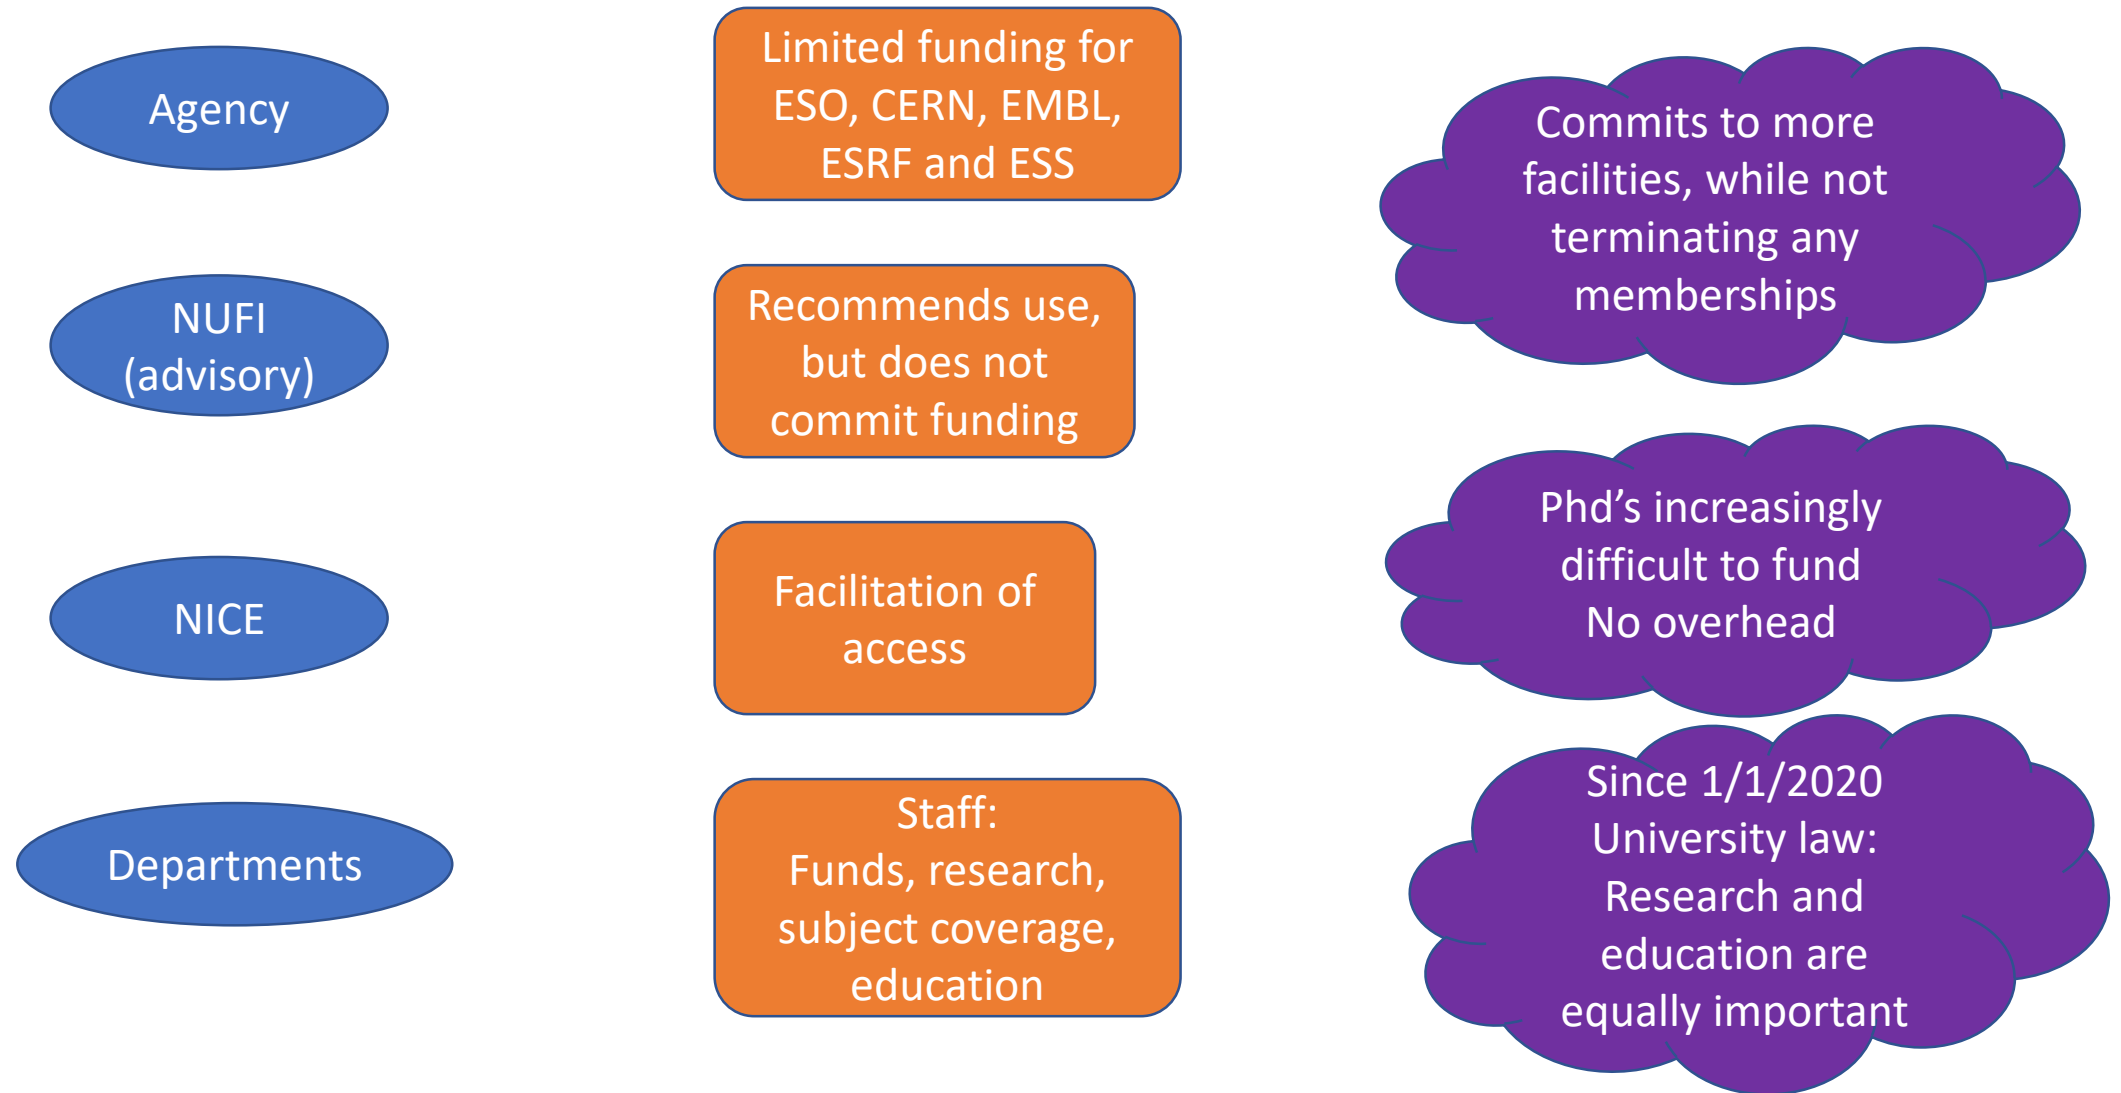 Agency
Limited funding for
ESO, CERN, EMBL,
ESRF and ESS
Commits to more
facilities, while not
terminating any
memberships
NUFI
(advisory)
Recommends use,
but does not
commit funding
Phd’s increasingly
difficult to fund
No overhead
NICE
Facilitation of
access
Departments
Staff:
Funds, research,
subject coverage,
education
Since 1/1/2020
University law:
Research and
education are
equally important